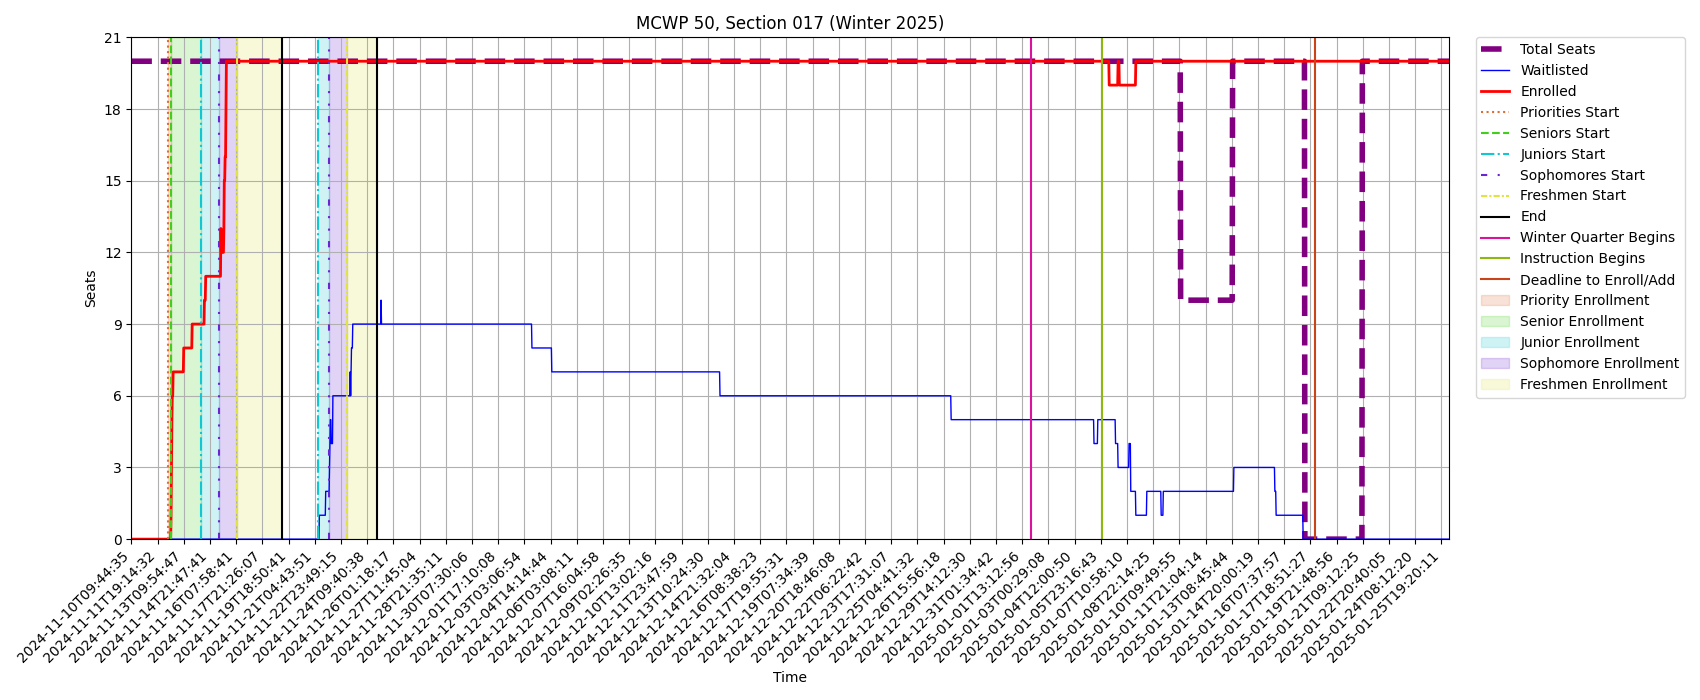 MCWP 50, Section 017 (Winter 2025)
21
18
15
12
9
6
3
0
Seats
2024-11-10T09:44:35
2024-11-11T19:14:32
2024-11-13T09:54:47
2024-11-14T21:47:41
2024-11-16T07:58:41
2024-11-17T21:26:07
2024-11-19T18:50:41
2024-11-21T04:43:51
2024-11-22T23:49:15
2024-11-24T09:40:38
2024-11-26T01:18:17
2024-11-27T11:45:04
2024-11-28T21:35:11
2024-11-30T07:30:06
2024-12-01T17:10:08
2024-12-03T03:06:54
2024-12-04T14:14:44
2024-12-06T03:08:11
2024-12-07T16:04:58
2024-12-09T02:26:35
2024-12-10T13:02:16
2024-12-11T23:47:59
2024-12-13T10:24:30
2024-12-14T21:32:04
2024-12-16T08:38:23
2024-12-17T19:55:31
2024-12-19T07:34:39
2024-12-20T18:46:08
2024-12-22T06:22:42
2024-12-23T17:31:07
2024-12-25T04:41:32
2024-12-26T15:56:18
2024-12-29T14:12:30
2024-12-31T01:34:42
2025-01-01T13:12:56
2025-01-03T00:29:08
2025-01-04T12:00:50
2025-01-05T23:16:43
2025-01-07T10:58:10
2025-01-08T22:14:25
2025-01-10T09:49:55
2025-01-11T21:04:14
2025-01-13T08:45:44
2025-01-14T20:00:19
2025-01-16T07:37:57
2025-01-17T18:51:27
2025-01-19T21:48:56
2025-01-21T09:12:25
2025-01-22T20:40:05
2025-01-24T08:12:20
2025-01-25T19:20:11
Time
Total Seats
Waitlisted
Enrolled
Priorities Start
Seniors Start
Juniors Start
Sophomores Start
Freshmen Start
End
Winter Quarter Begins
Instruction Begins
Deadline to Enroll/Add
Priority Enrollment
Senior Enrollment
Junior Enrollment
Sophomore Enrollment
Freshmen Enrollment